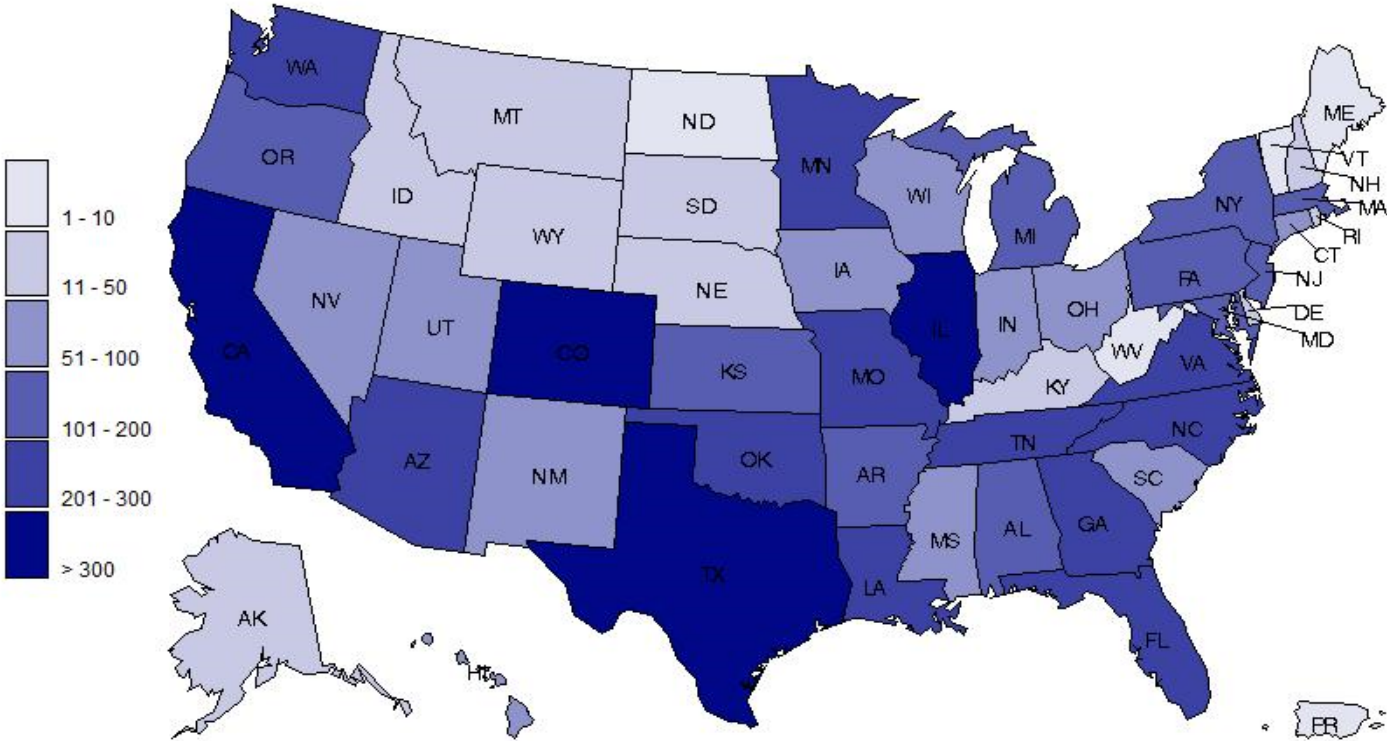 WA
MT
ND
ME
OR
MN
VT
ID
WI
NH
SD
NY
MA
1 - 10
WY
MI
RI
CT
IA
11 - 50
NE
PA
NJ
NV
OH
UT
IN
DE
IL
MD
51 - 100
CA
CO
WV
VA
KS
MO
KY
101 - 200
NC
TN
AZ
OK
NM
AR
SC
201 - 300
GA
AL
MS
> 300
TX
LA
AK
FL
HI
PR